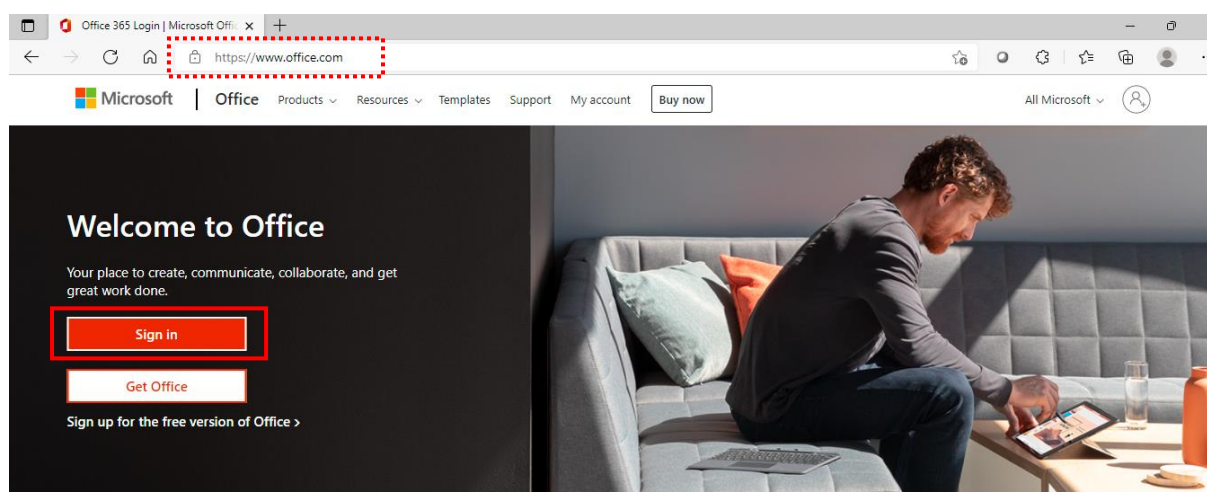 Office 365 Login | Microsoft Offic
https://www.office.com
Microsoft | Office Products Resources Templates Support My account Buy now All Microsoft
Welcome to Office
Your place to create, communicate, collaborate, and get
great work done.
Sign in
Get Office
Sign up for the free version of Office >